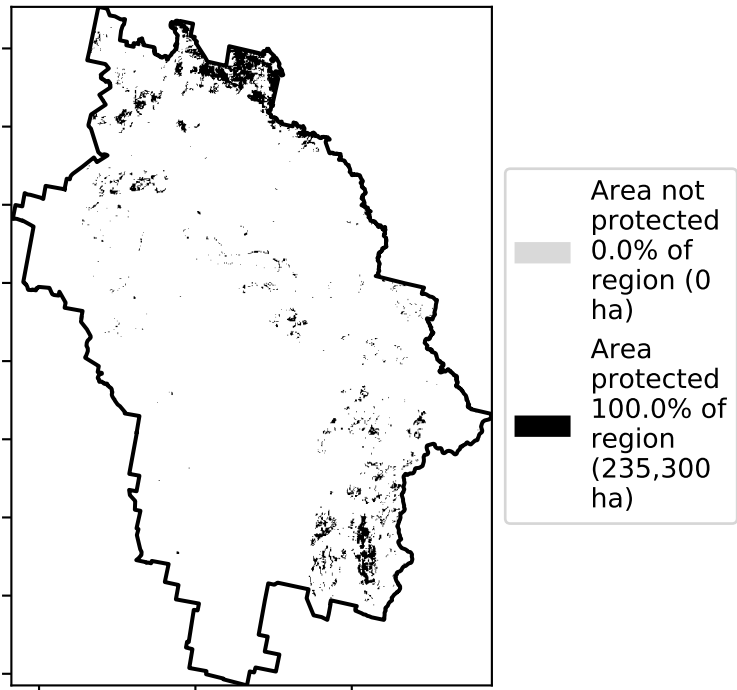 Area not
protected
0.0% of
region (0
ha)
Area
protected
100.0% of
region
(235,300
ha)